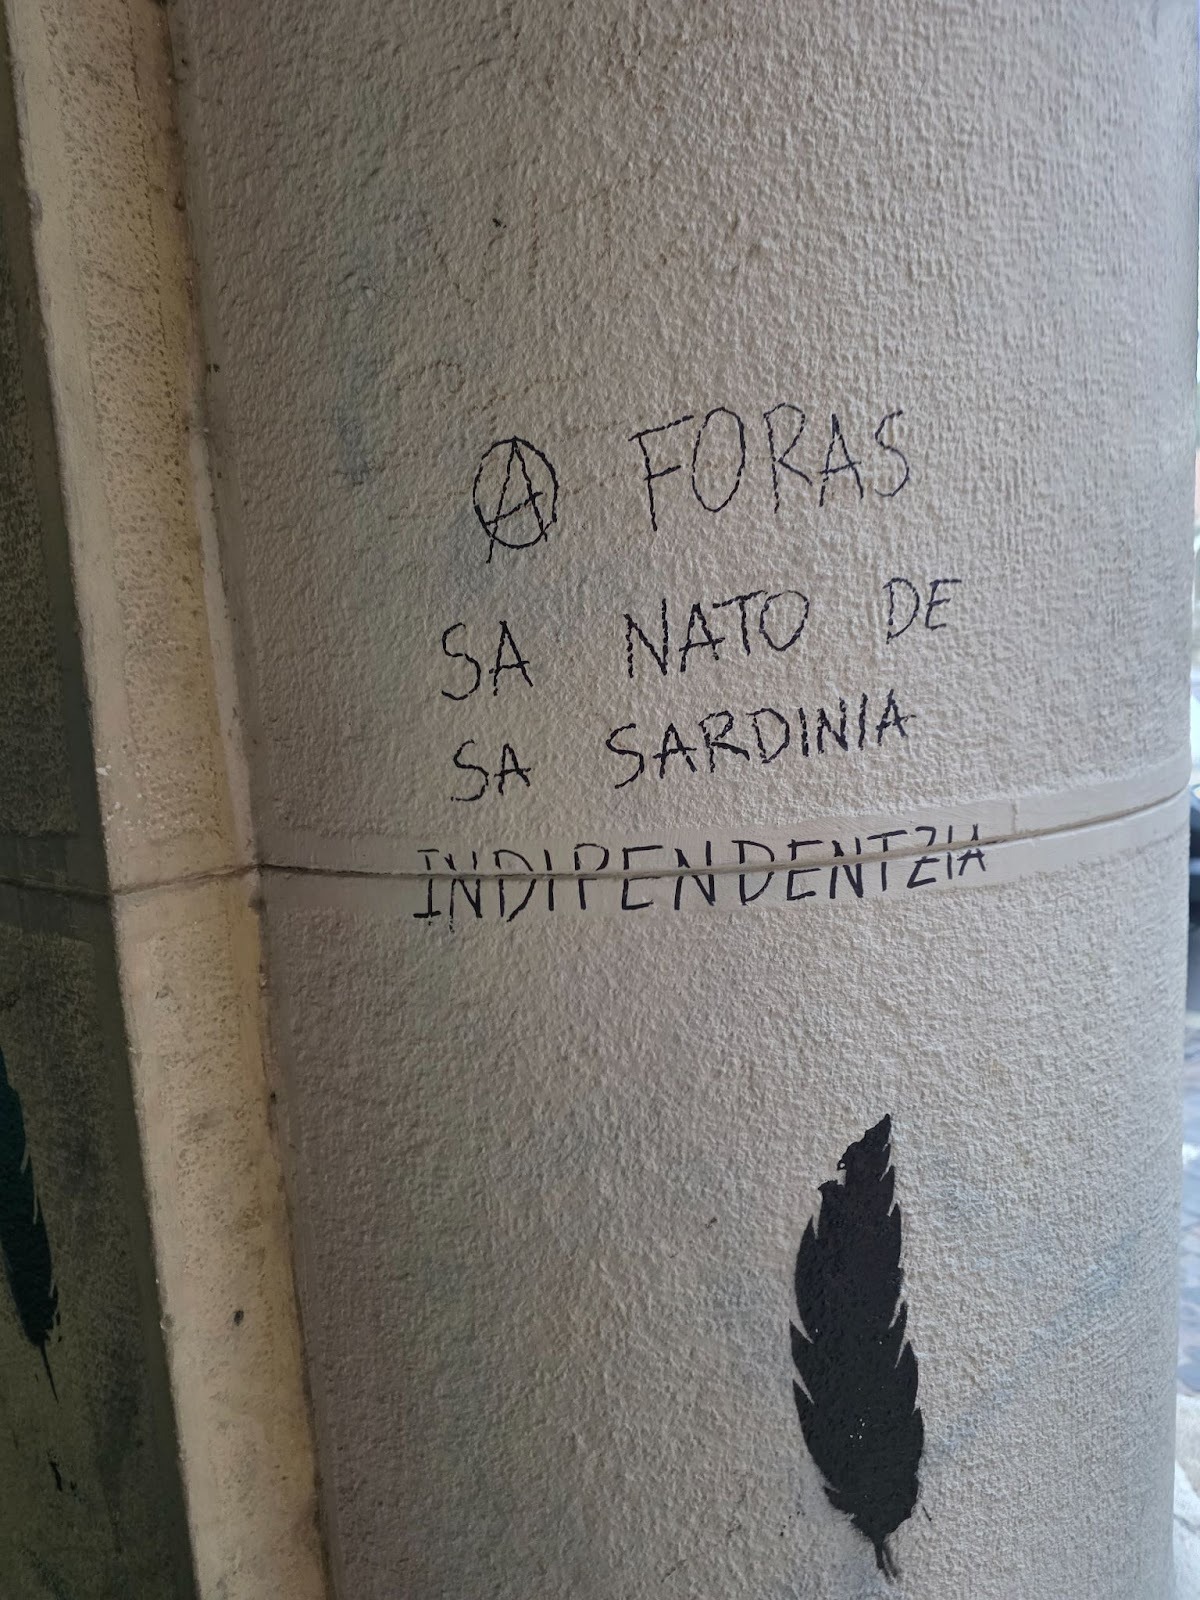 Ⓐ FORAS
SA NATO DE
SA SARDINIA
INDIPENDENTZIA